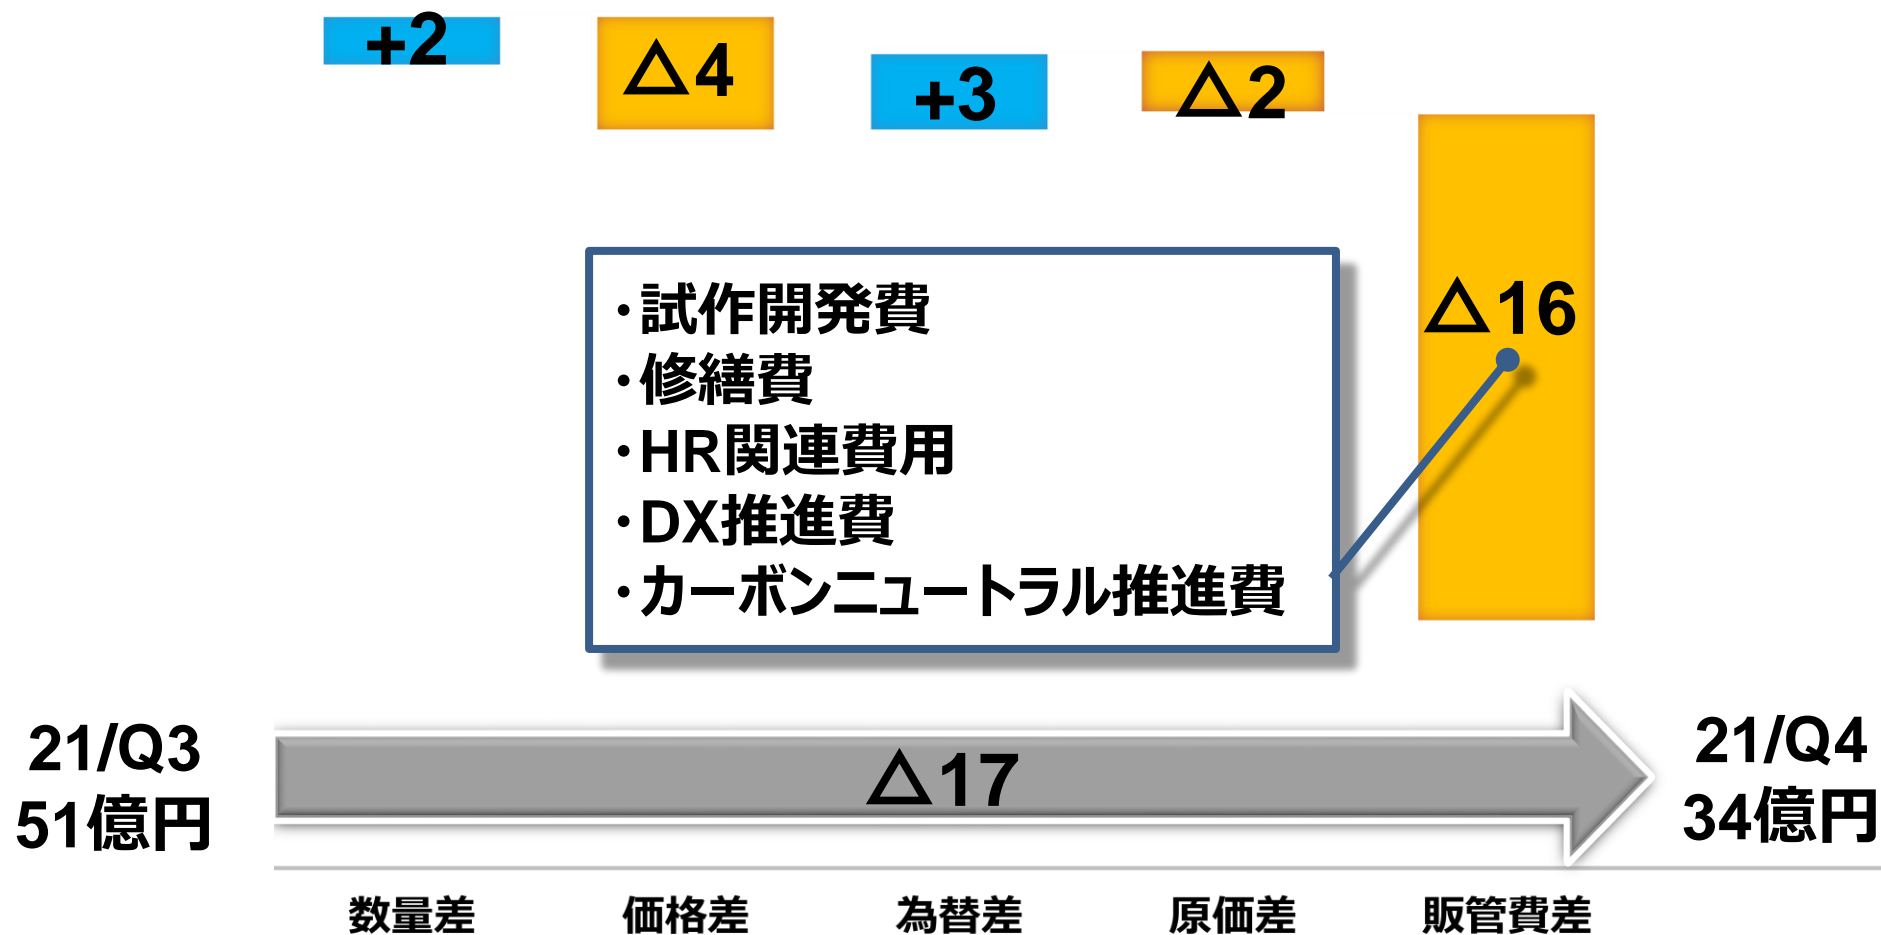 +2
△4
+3
△2
△16
・試作開発費
・修繕費
・HR関連費用
・DX推進費
・カーボンニュートラル推進費
21/Q3
51億円
△17
21/Q4
34億円
数量差
価格差
為替差
原価差
販管費差